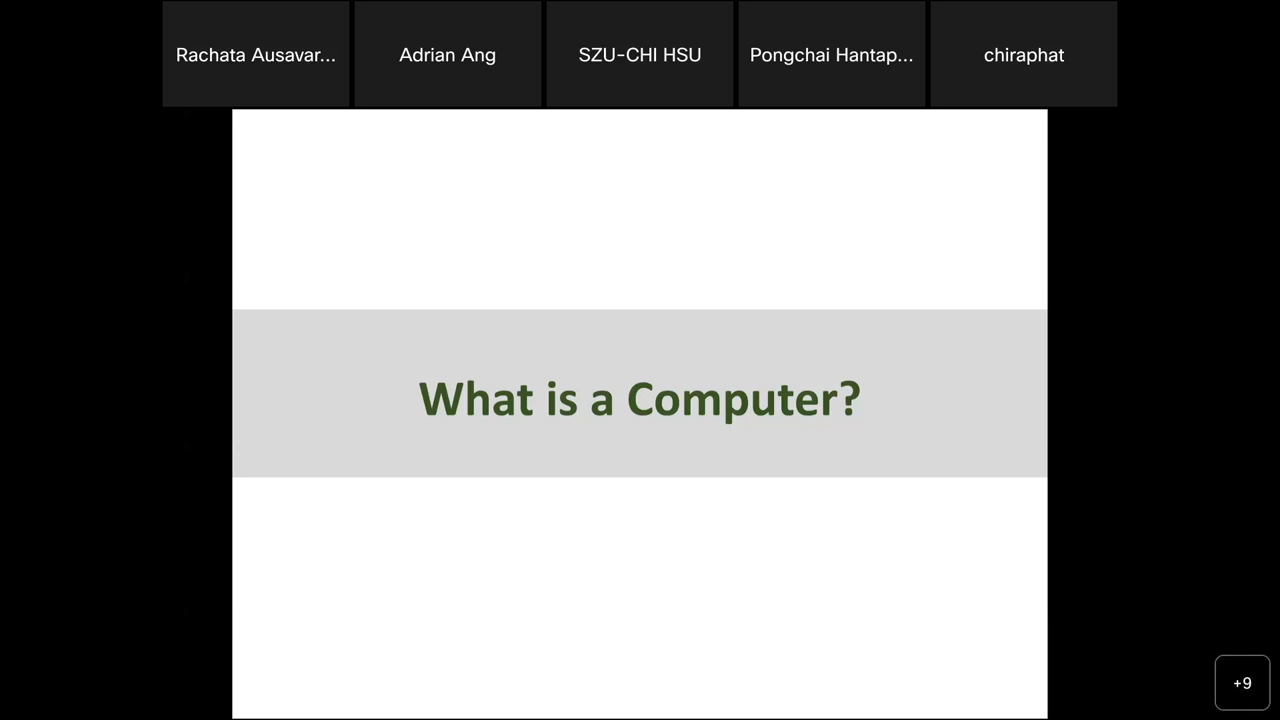 Rachata Ausavar...
Adrian Ang
SZU-CHI HSU
Pongchai Hantap...
chiraphat
What is a Computer?
+9